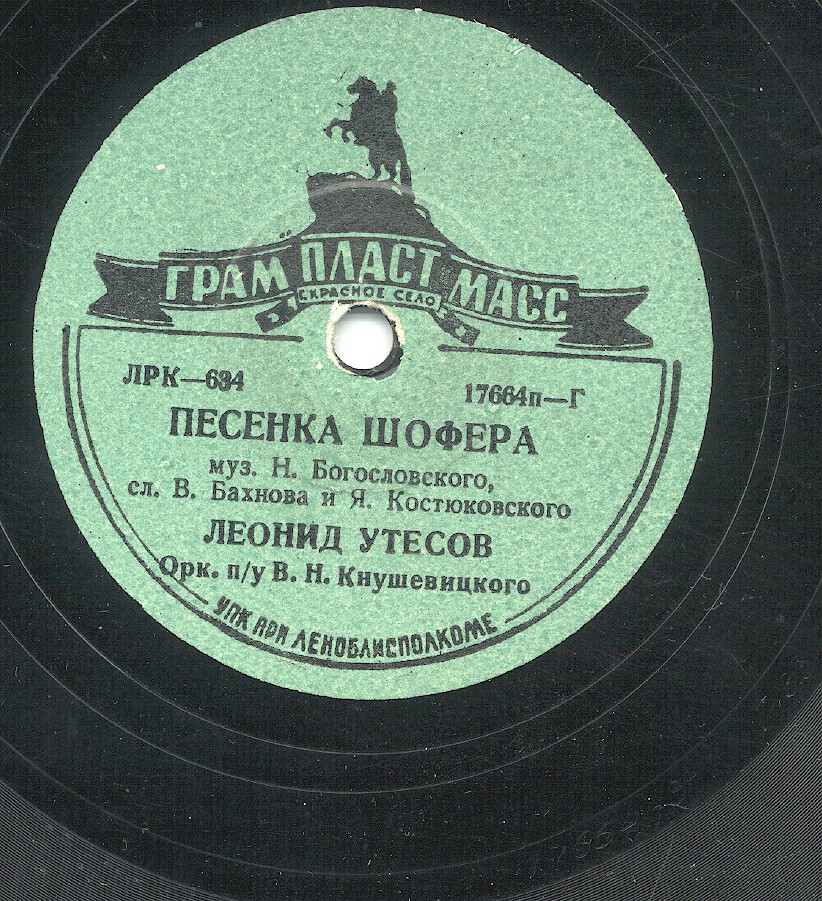 ГРАМ ПЛАСТ МАСС
С КРАСНОЕ СЕЛО
ЛРК—634
17664п—Г
ПЕСЕНКА ШОФЕРА
муз. Н. Богословского,
сл. В. Бахнова и Я. Костюковского
ЛЕОНИД УТЕСОВ
Орк. п/у В. Н. Кнушевицкого
УПК ПРИ ЛЕНОБЛИСПОЛКОМЕ